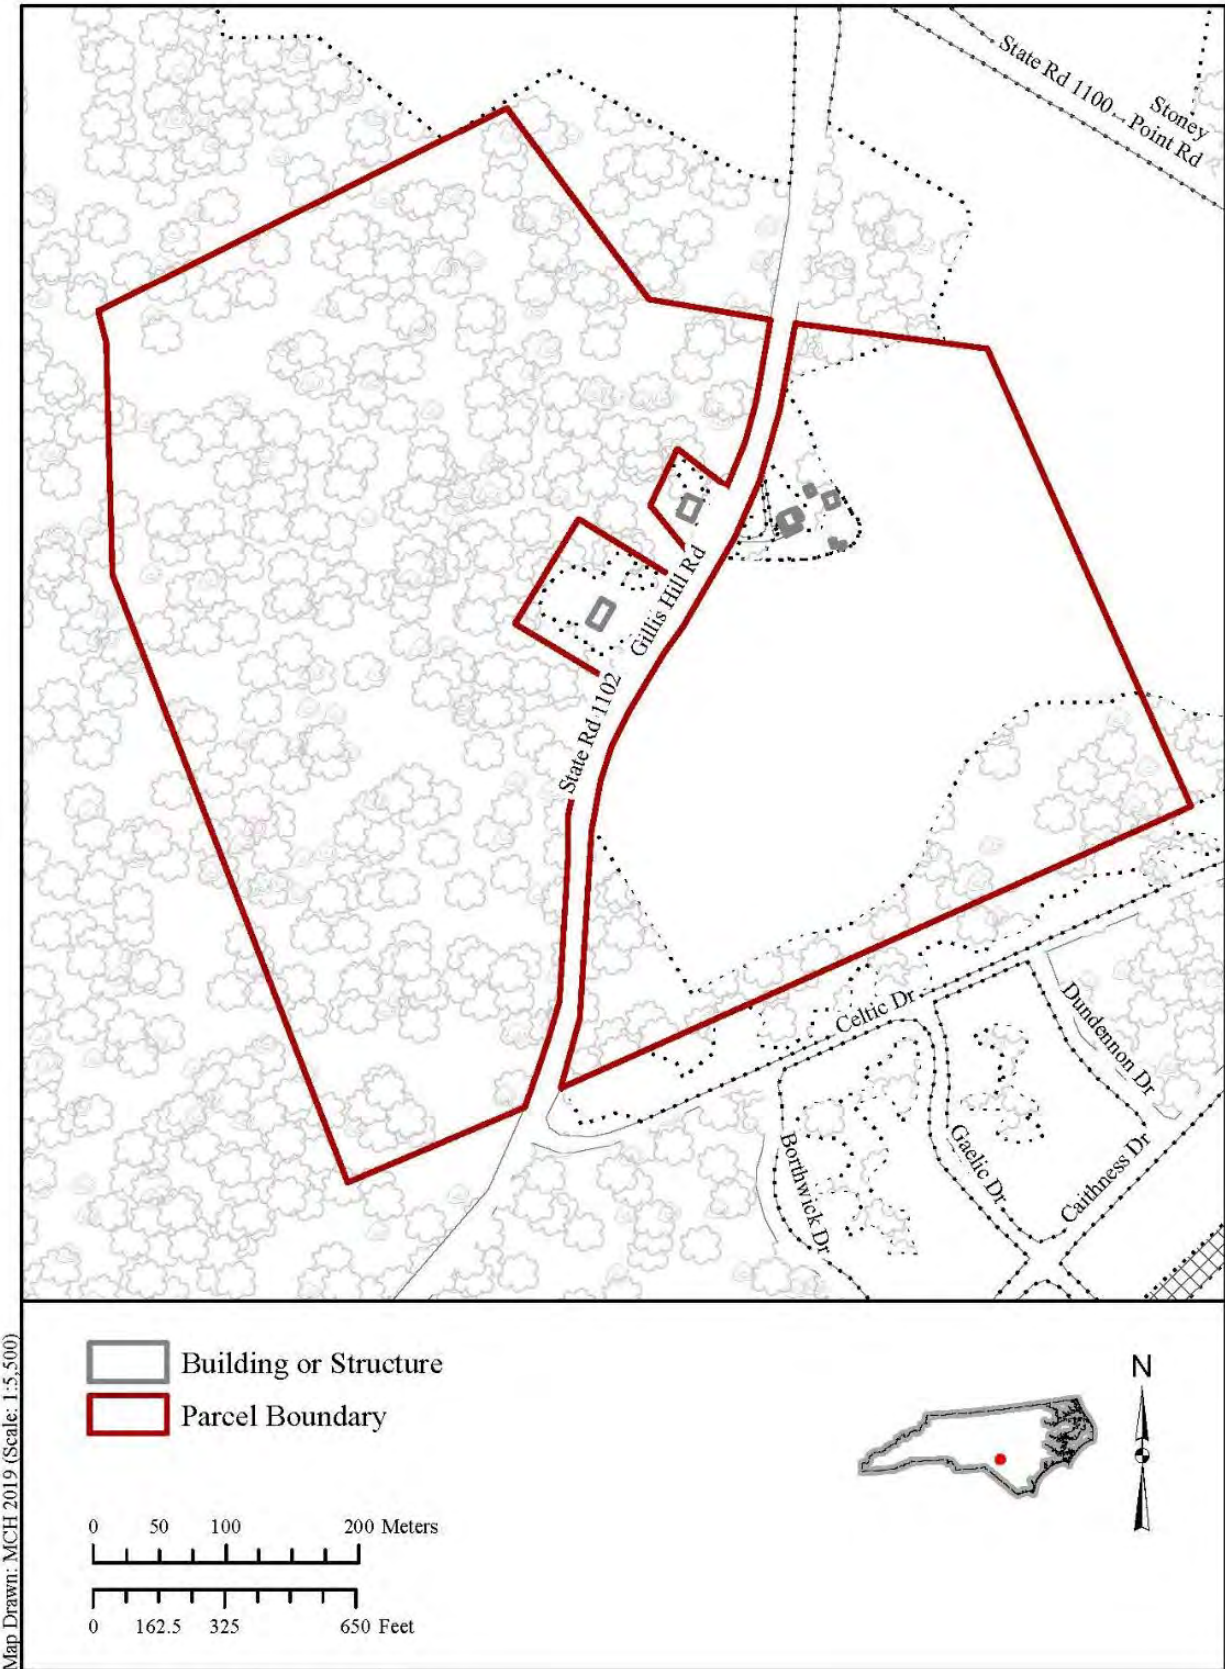 State Rd 1100
Stoney
Point Rd
Gillis Hill Rd
State Rd 1102
Celtic Dr
Dundennon Dr
Gaelic Dr
Borthwick Dr
Caithness Dr
Building or Structure
Parcel Boundary
N
0 50 100 200 Meters
0 162.5 325 650 Feet
Map Drawn: MCH 2019 (Scale: 1:5,500)